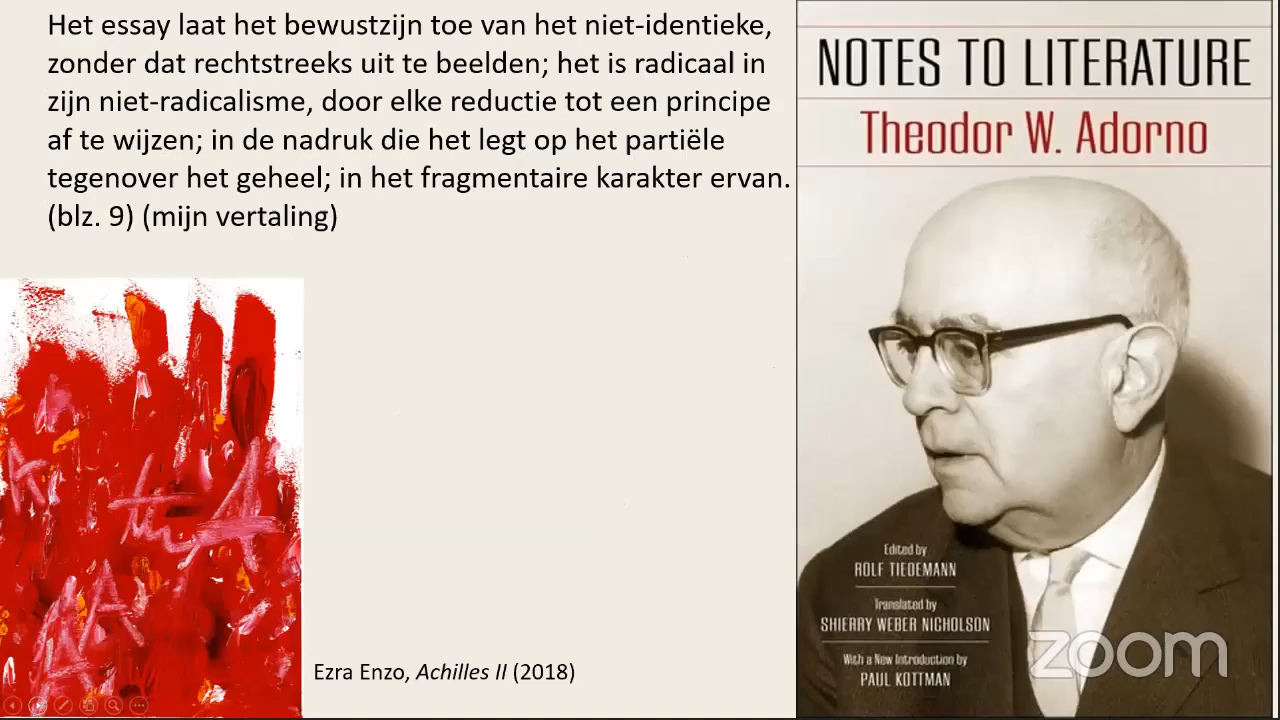 Het essay laat het bewustzijn toe van het niet-identieke,
zonder dat rechtstreeks uit te beelden; het is radicaal in
zijn niet-radicalisme, door elke reductie tot een principe
af te wijzen; in de nadruk die het legt op het partiële
tegenover het geheel; in het fragmentaire karakter ervan.
(blz. 9) (mijn vertaling)
Ezra Enzo, Achilles II (2018)
NOTES TO LITERATURE
Theodor W. Adorno
Edited by
ROLF TIEDEMANN
Translated by
SHIERRY WEBER NICHOLSON
With a New Introduction by
PAUL KOTTMAN
zoom